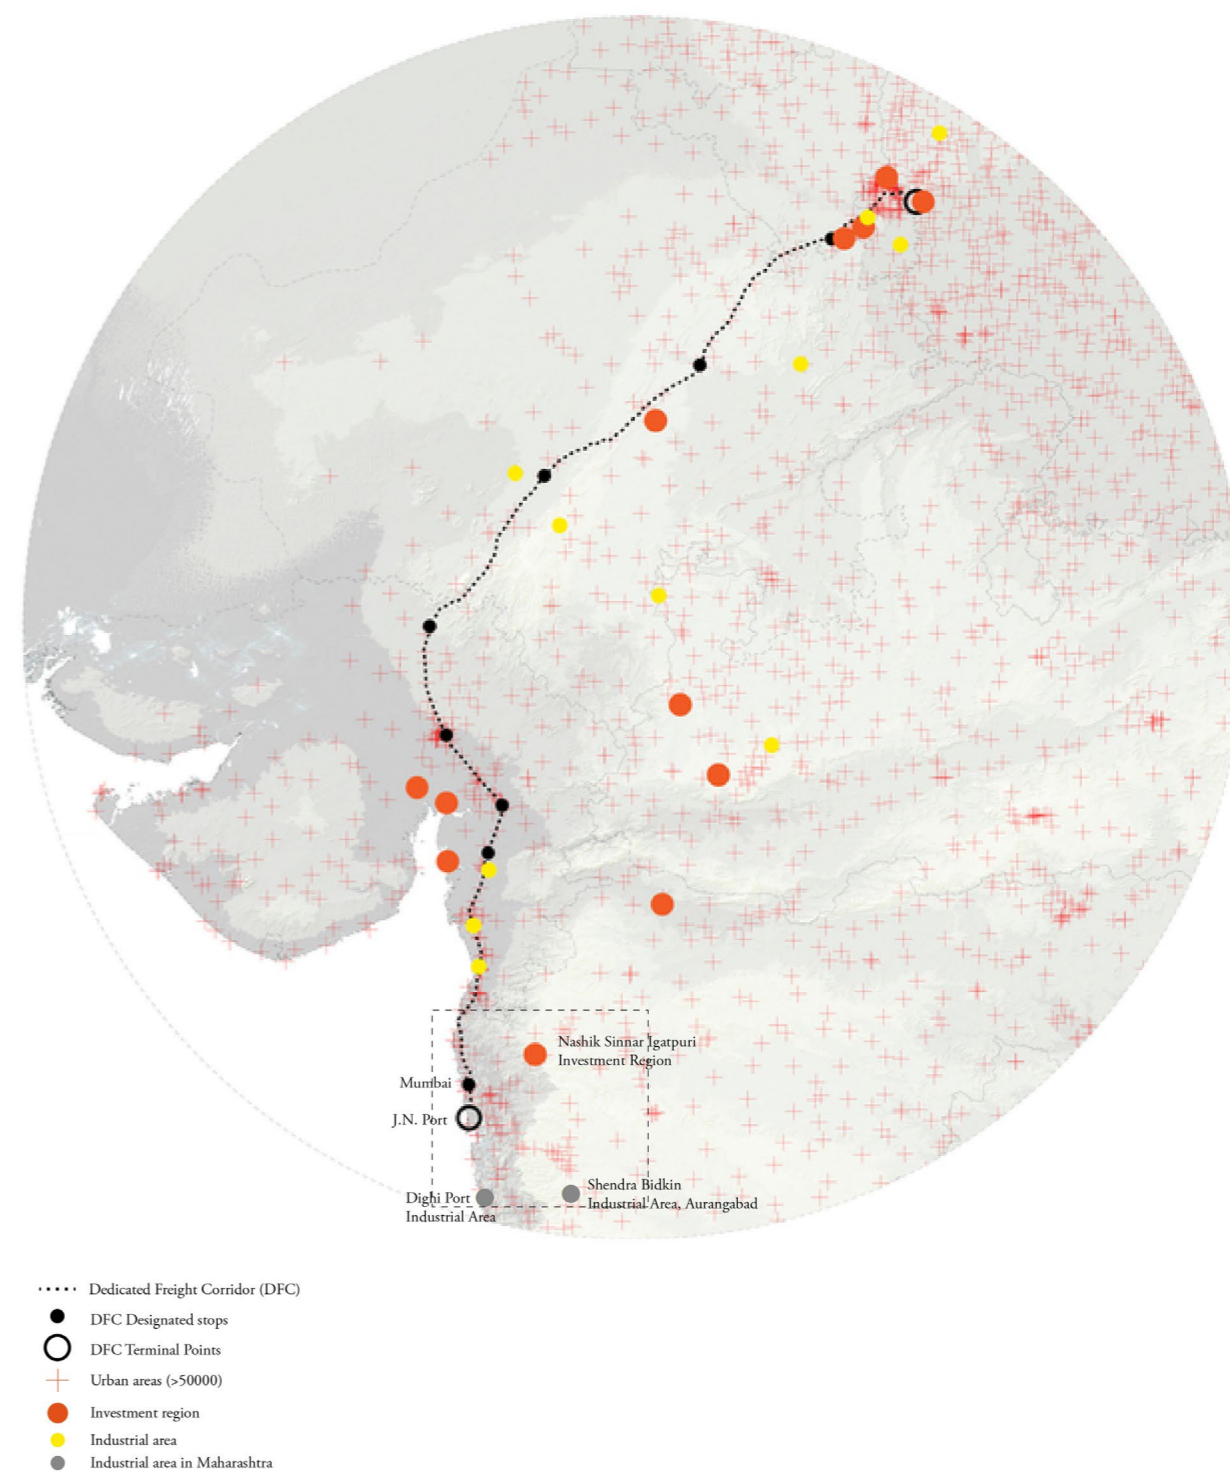 Nashik Sinnar Igatpuri
Investment Region
Mumbai
J.N. Port
Shendra Bidkin
Industrial Area, Aurangabad
Dighi Port
Industrial Area
Dedicated Freight Corridor (DFC)
DFC Designated stops
DFC Terminal Points
Urban areas (>50000)
Investment region
Industrial area
Industrial area in Maharashtra